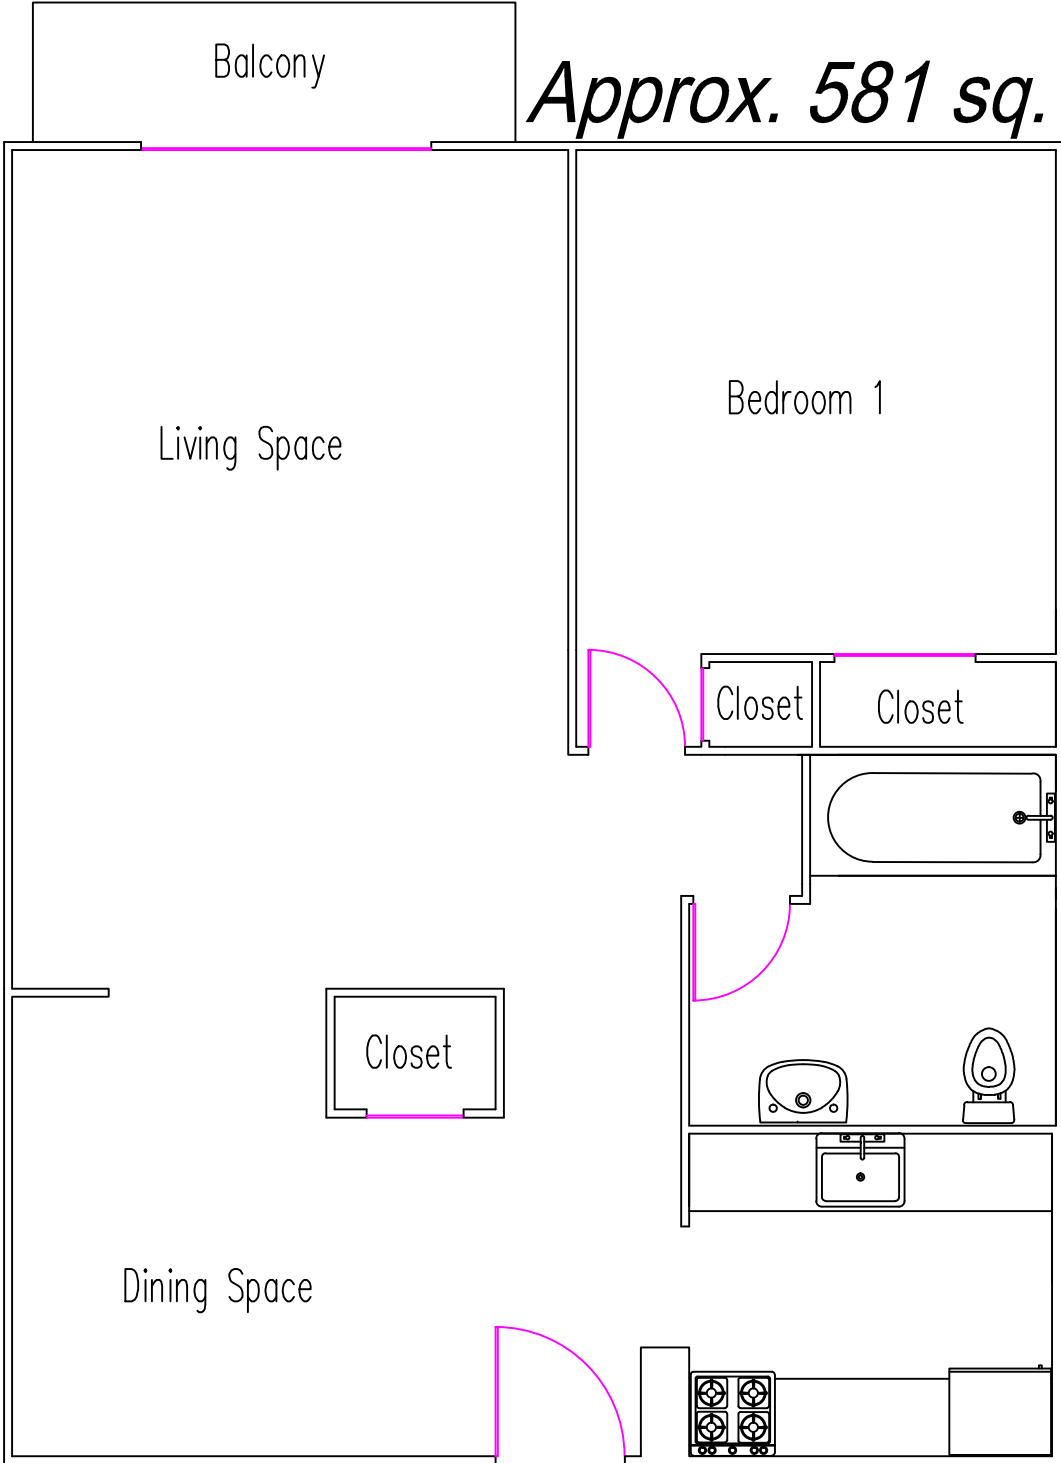 Balcony
Approx. 581 sq.
Bedroom 1
Living Space
Closet
Closet
Closet
Dining Space